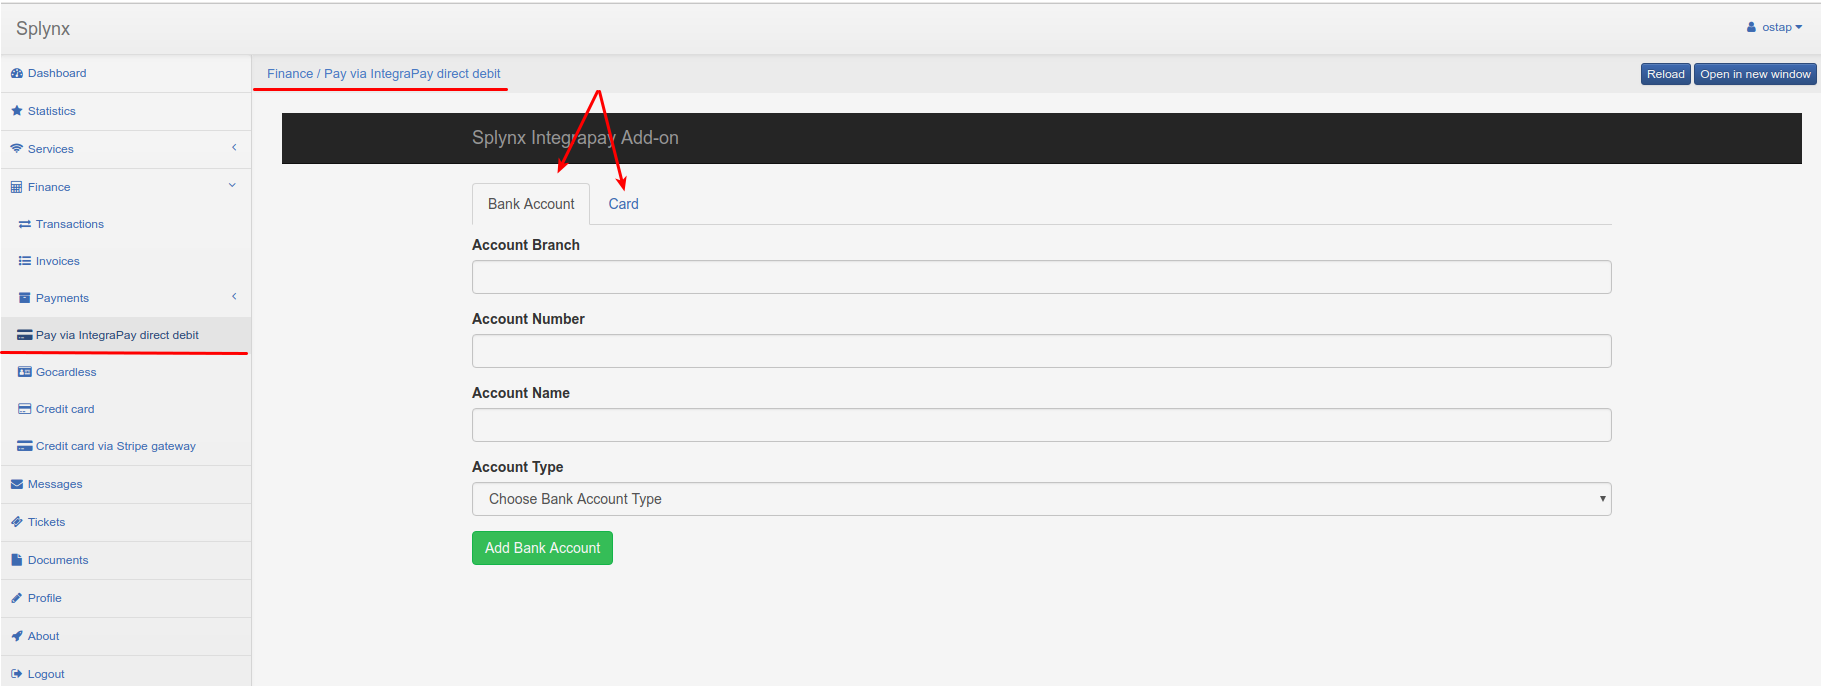 Splynx
ostap
Dashboard
Statistics
Services
Finance
Transactions
Invoices
Payments
Pay via IntegraPay direct debit
Gocardless
Credit card
Credit card via Stripe gateway
Messages
Tickets
Documents
Profile
About
Logout
Finance / Pay via IntegraPay direct debit
Reload
Open in new window
Splynx Integrapay Add-on
Bank Account
Card
Account Branch
Account Number
Account Name
Account Type
Choose Bank Account Type
Add Bank Account